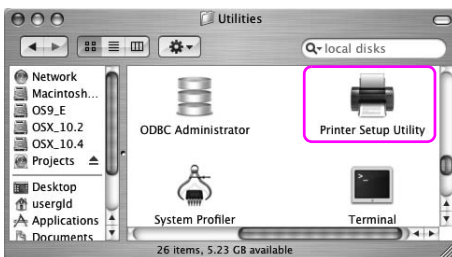 Utilities
local disks
Network
Macintosh...
OS9_E
OSX_10.2
OSX_10.4
Projects
Desktop
usergld
Applications
Documents
ODBC Administrator
Printer Setup Utility
System Profiler
Terminal
26 items, 5.23 GB available